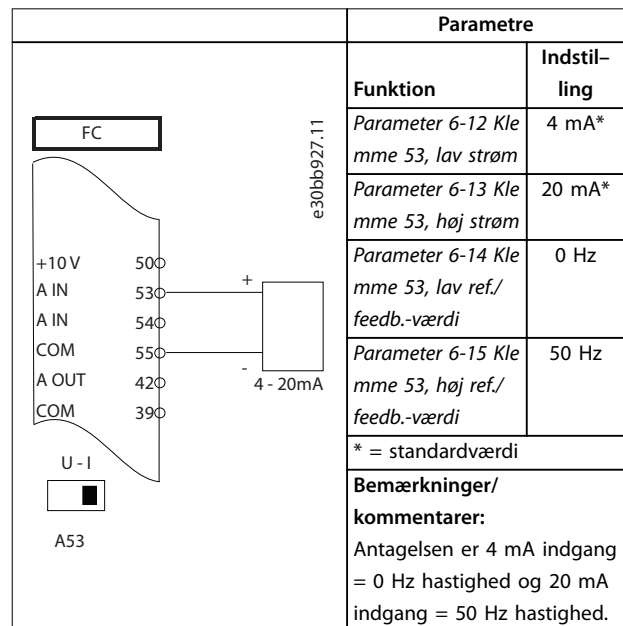 FC
e30bb927.11
+10 V 50
A IN 53
A IN 54
COM 55
A OUT 42
COM 39
+
-
4 - 20mA
U - I
A53
Parametre
Funktion
Indstil–
ling
Parameter 6-12 Kle
mme 53, lav strøm
4 mA*
Parameter 6-13 Kle
mme 53, høj strøm
20 mA*
Parameter 6-14 Kle
mme 53, lav ref./
feedb.-værdi
0 Hz
Parameter 6-15 Kle
mme 53, høj ref./
feedb.-værdi
50 Hz
* = standardværdi
Bemærkninger/
kommentarer:
Antagelsen er 4 mA indgang
= 0 Hz hastighed og 20 mA
indgang = 50 Hz hastighed.